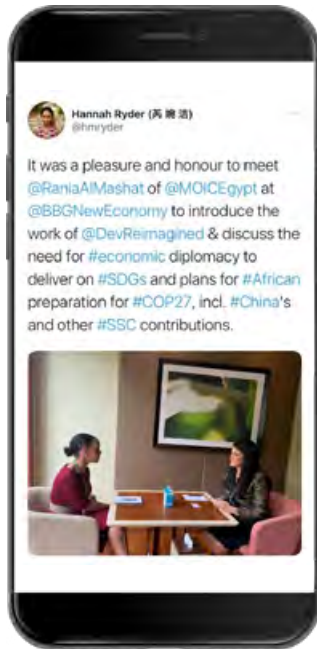 Hannah Ryder (芮婉洁)
@hmryder
It was a pleasure and honour to meet
@RaniaAlMashat of @MOICEgypt at
@BBGNewEconomy to introduce the
work of @DevReimagined & discuss the
need for #economic diplomacy to
deliver on #SDGs and plans for #African
preparation for #COP27, incl. #China's
and other #SSC contributions.